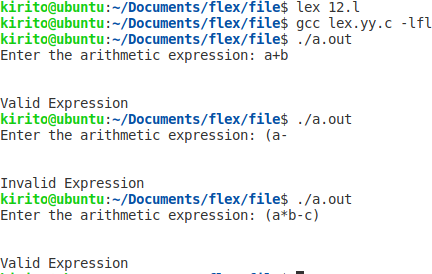 kirito@ubuntu:~/Documents/flex/file$ lex 12.l
kirito@ubuntu:~/Documents/flex/file$ gcc lex.yy.c -lfl
kirito@ubuntu:~/Documents/flex/file$ ./a.out
Enter the arithmetic expression: a+b
Valid Expression
kirito@ubuntu:~/Documents/flex/file$ ./a.out
Enter the arithmetic expression: (a-
Invalid Expression
kirito@ubuntu:~/Documents/flex/file$ ./a.out
Enter the arithmetic expression: (a*b-c)
Valid Expression